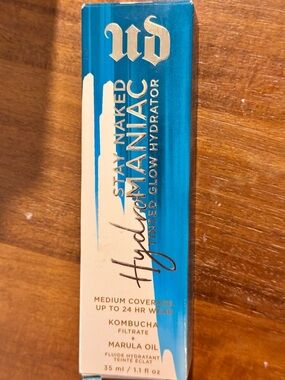 UD
STAY NAKED
HydroMANIAC
TINTED GLOW HYDRATOR
MEDIUM COVERAGE
UP TO 24 HR WEAR
KOMBUCHA
FILTRATE
+
MARULA OIL
FLUIDE HYDRATANT
TEINTÉ ÉCLAT
35 ml / 1.1 fl oz